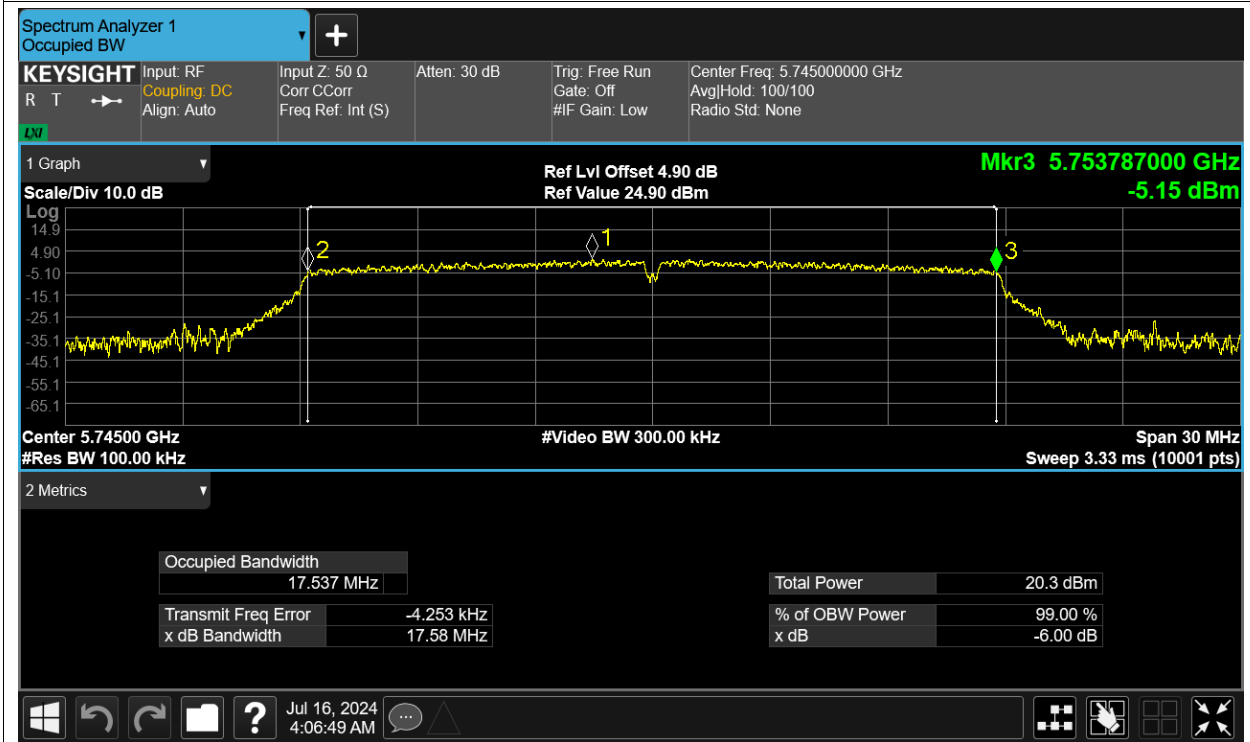 Spectrum Analyzer 1
Occupied BW
KEYSIGHT
R T
LXI
Input: RF
Coupling: DC
Align: Auto
Input Z: 50 Ω
Corr CCorr
Freq Ref: Int (S)
Atten: 30 dB
Trig: Free Run
Gate: Off
#IF Gain: Low
Center Freq: 5.745000000 GHz
Avg|Hold: 100/100
Radio Std: None
1 Graph
Scale/Div 10.0 dB
Ref Lvl Offset 4.90 dB
Ref Value 24.90 dBm
Mkr3 5.753787000 GHz
-5.15 dBm
Log
14.9
4.90
-5.10
-15.1
-25.1
-35.1
-45.1
-55.1
-65.1
2
1
3
Center 5.74500 GHz
#Res BW 100.00 kHz
#Video BW 300.00 kHz
Span 30 MHz
Sweep 3.33 ms (10001 pts)
2 Metrics
Occupied Bandwidth
17.537 MHz
Transmit Freq Error -4.253 kHz
x dB Bandwidth 17.58 MHz
Total Power 20.3 dBm
% of OBW Power 99.00 %
x dB -6.00 dB
?
Jul 16, 2024
4:06:49 AM